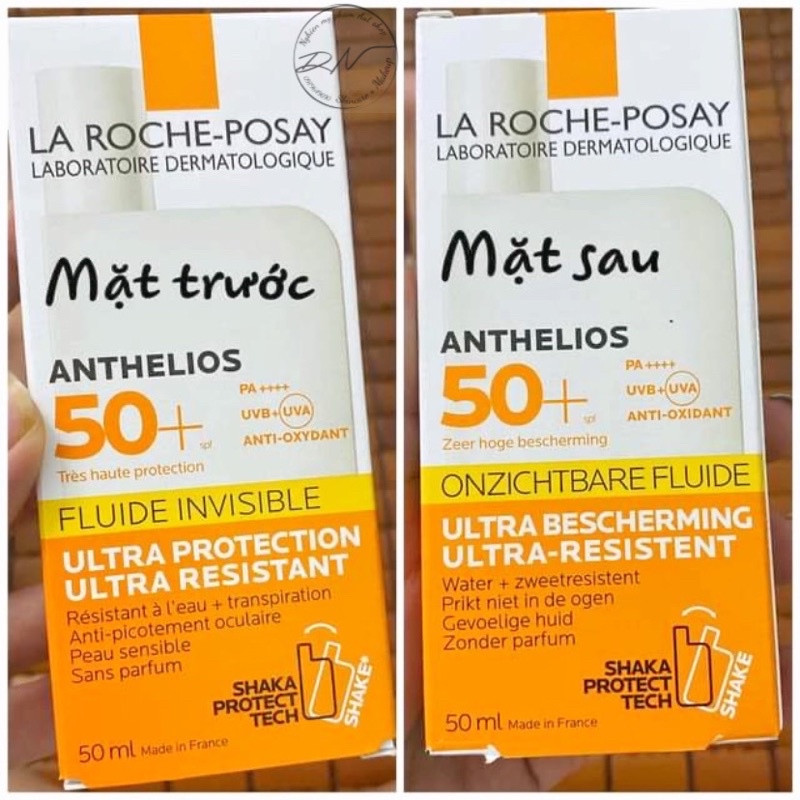 LA ROCHE-POSAY
LABORATOIRE DERMATOLOGIQUE
Mặt trước
ANTHELIOS
50+
spf
PA ++++
UVB+UVA
ANTI-OXYDANT
Très haute protection
FLUIDE INVISIBLE
ULTRA PROTECTION
ULTRA RESISTANT
Résistant à l'eau + transpiration
Anti-picotement oculaire
Peau sensible
Sans parfum
SHAKA
PROTECT
TECH
SHAKE*
50 ml Made in France
LA ROCHE-POSAY
LABORATOIRE DERMATOLOGIQUE
Mặt sau
ANTHELIOS
50+
spf
PA ++++
UVB+UVA
ANTI-OXIDANT
Zeer hoge bescherming
ONZICHTBARE FLUIDE
ULTRA BESCHERMING
ULTRA-RESISTENT
Water + zweetresistent
Prikt niet in de ogen
Gevoelige huid
Zonder parfum
SHAKA
PROTECT
TECH
SHAKE
50 ml Made in France